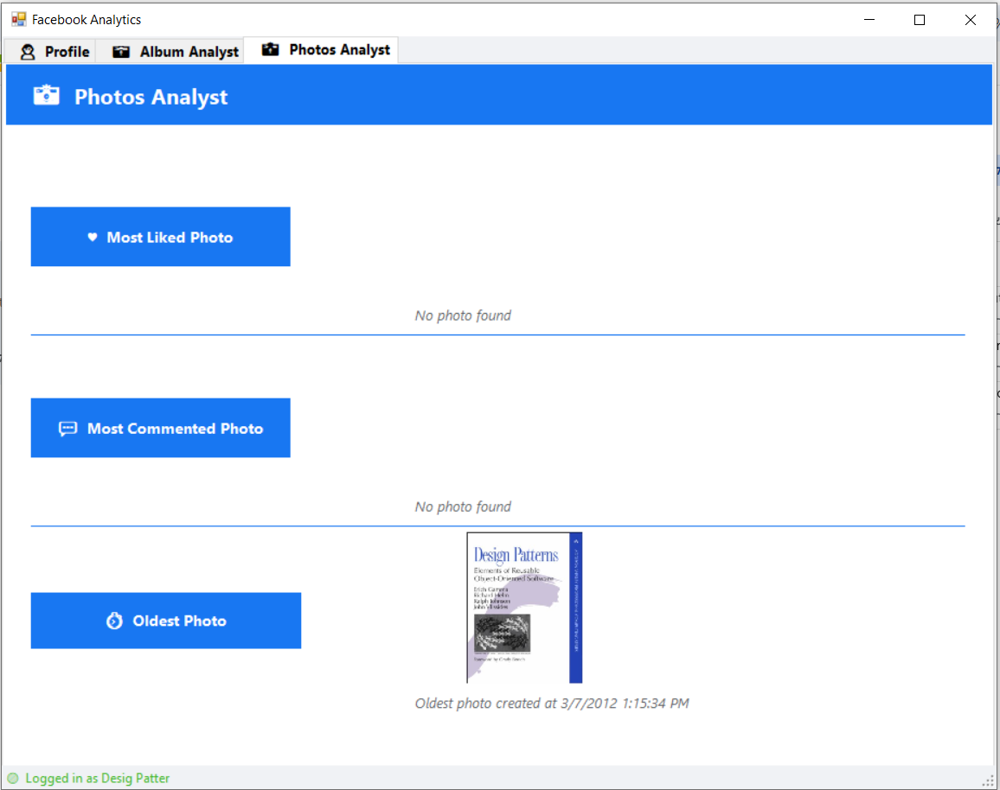 Facebook Analytics
Profile
Album Analyst
Photos Analyst
Photos Analyst
Most Liked Photo
No photo found
Most Commented Photo
No photo found
Design Patterns
Elements of Reusable
Object-Oriented Software
Erich Gamma
Richard Helm
Ralph Johnson
John Vlissides
Oldest Photo
Oldest photo created at 3/7/2012 1:15:34 PM
Logged in as Desig Patter